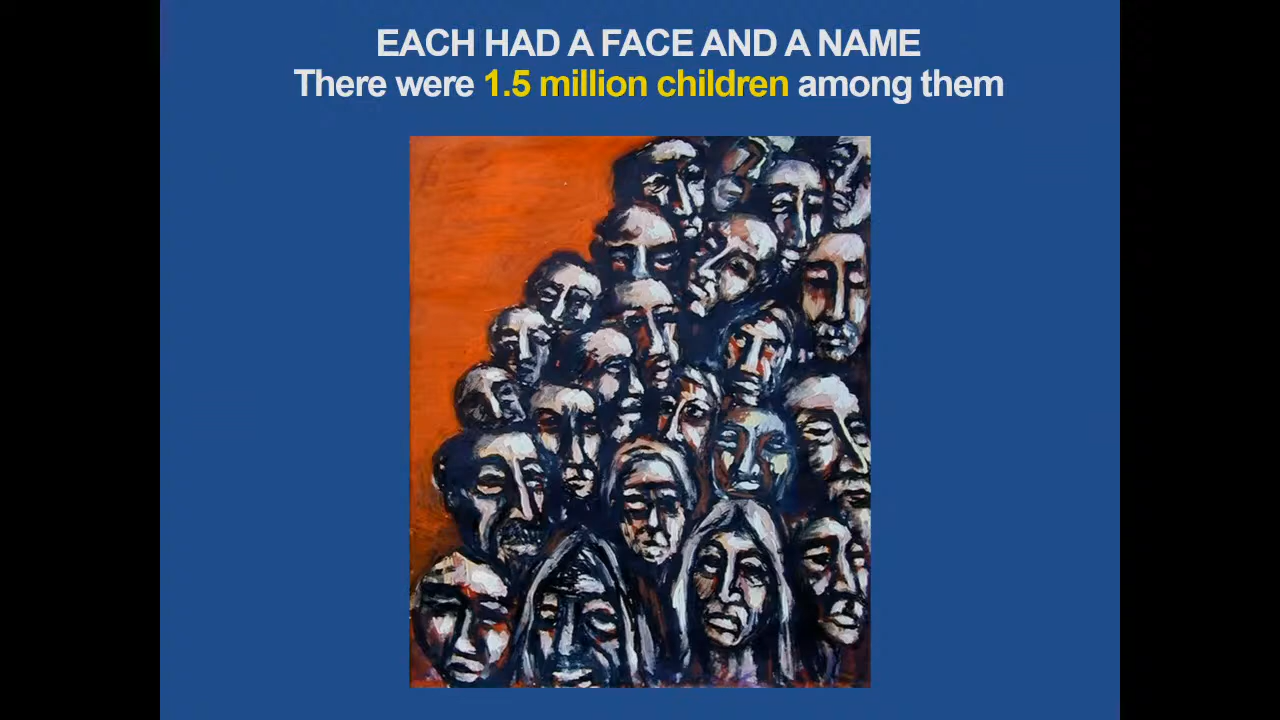 EACH HAD A FACE AND A NAME
There were 1.5 million children among them